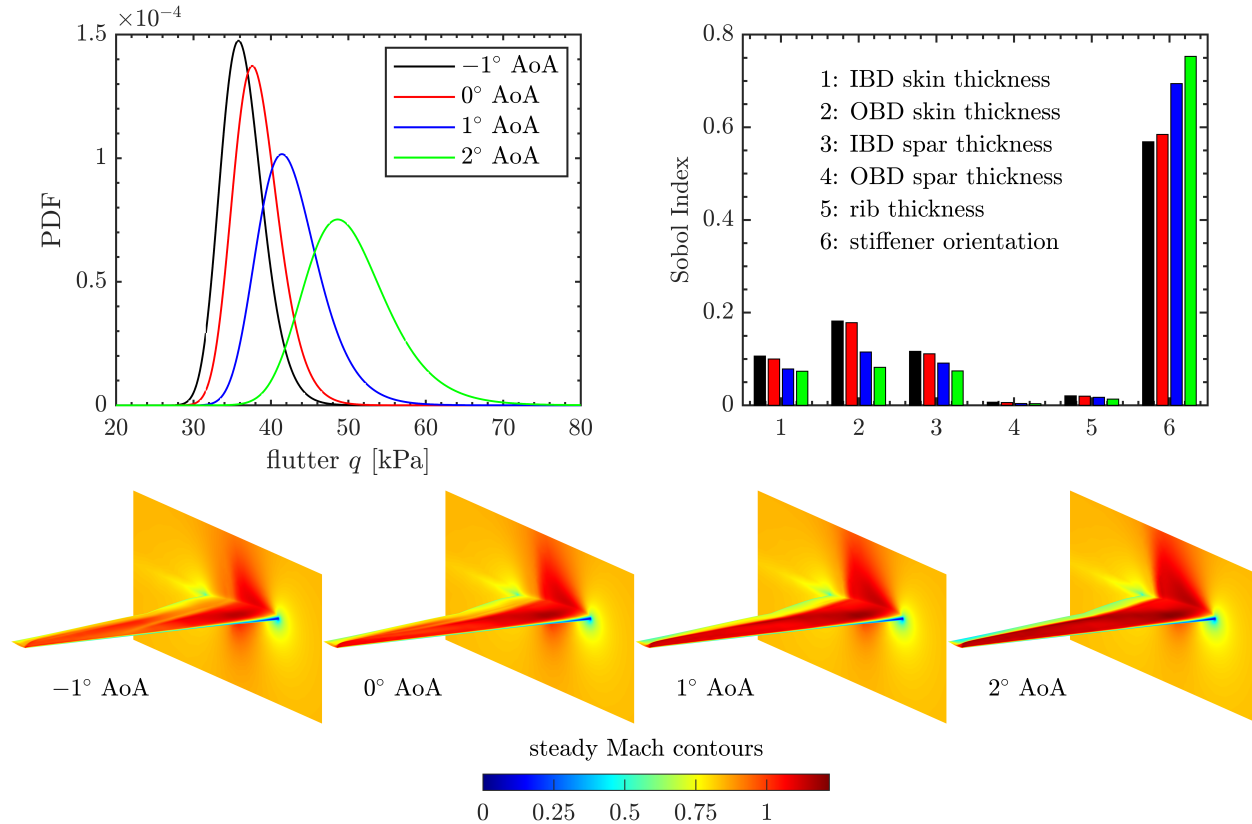 ×10⁻⁴
1.5
1
0.5
0
PDF
20 30 40 50 60 70 80
flutter q [kPa]
−1° AoA
0° AoA
1° AoA
2° AoA
0.8
0.6
0.4
0.2
0
Sobol Index
1: IBD skin thickness
2: OBD skin thickness
3: IBD spar thickness
4: OBD spar thickness
5: rib thickness
6: stiffener orientation
1 2 3 4 5 6
−1° AoA
0° AoA
1° AoA
2° AoA
steady Mach contours
0 0.25 0.5 0.75 1